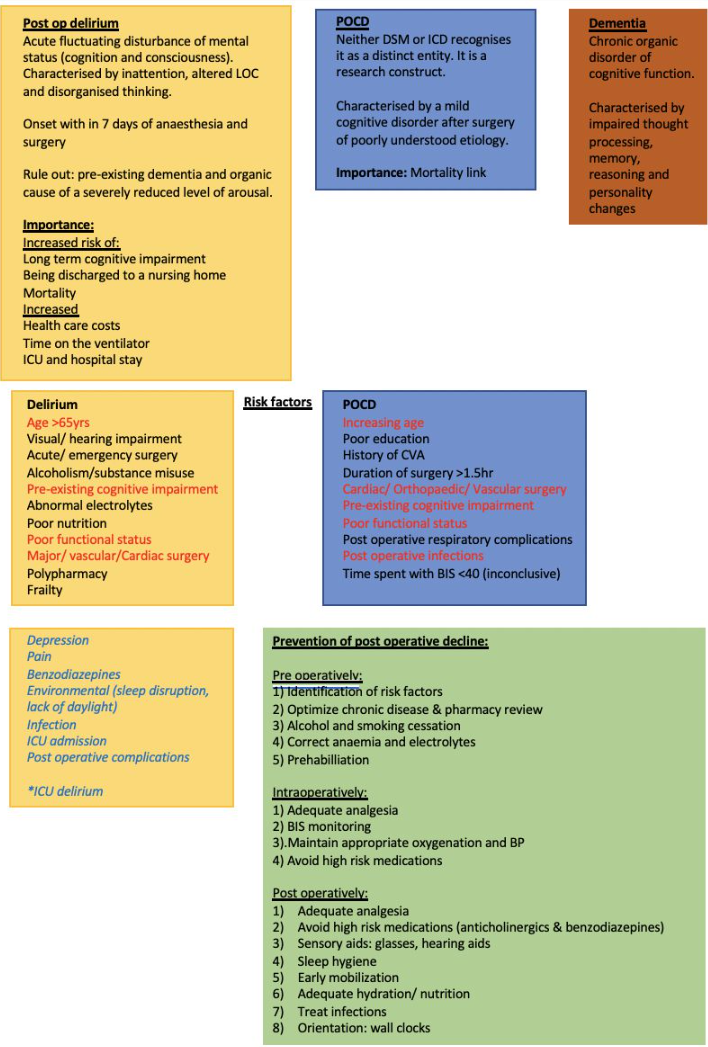 Post op delirium
Acute fluctuating disturbance of mental
status (cognition and consciousness).
Characterised by inattention, altered LOC
and disorganised thinking.
Onset with in 7 days of anaesthesia and
surgery
Rule out: pre-existing dementia and organic
cause of a severely reduced level of arousal.
Importance:
Increased risk of:
Long term cognitive impairment
Being discharged to a nursing home
Mortality
Increased
Health care costs
Time on the ventilator
ICU and hospital stay
POCD
Neither DSM or ICD recognises
it as a distinct entity. It is a
research construct.
Characterised by a mild
cognitive disorder after surgery
of poorly understood etiology.
Importance: Mortality link
Dementia
Chronic organic
disorder of
cognitive function.
Characterised by
impaired thought
processing,
memory,
reasoning and
personality
changes
Risk factors
Delirium
Age >65yrs
Visual/ hearing impairment
Acute/ emergency surgery
Alcoholism/substance misuse
Pre-existing cognitive impairment
Abnormal electrolytes
Poor nutrition
Poor functional status
Major/ vascular/Cardiac surgery
Polypharmacy
Frailty
POCD
Increasing age
Poor education
History of CVA
Duration of surgery >1.5hr
Cardiac/ Orthopaedic/ Vascular surgery
Pre-existing cognitive impairment
Poor functional status
Post operative respiratory complications
Post operative infections
Time spent with BIS <40 (inconclusive)
Depression
Pain
Benzodiazepines
Environmental (sleep disruption,
lack of daylight)
Infection
ICU admission
Post operative complications
*ICU delirium
Prevention of post operative decline:
Pre operatively:
1) Identification of risk factors
2) Optimize chronic disease & pharmacy review
3) Alcohol and smoking cessation
4) Correct anaemia and electrolytes
5) Prehabilliation
Intraoperatively:
1) Adequate analgesia
2) BIS monitoring
3).Maintain appropriate oxygenation and BP
4) Avoid high risk medications
Post operatively:
1) Adequate analgesia
2) Avoid high risk medications (anticholinergics & benzodiazepines)
3) Sensory aids: glasses, hearing aids
4) Sleep hygiene
5) Early mobilization
6) Adequate hydration/ nutrition
7) Treat infections
8) Orientation: wall clocks